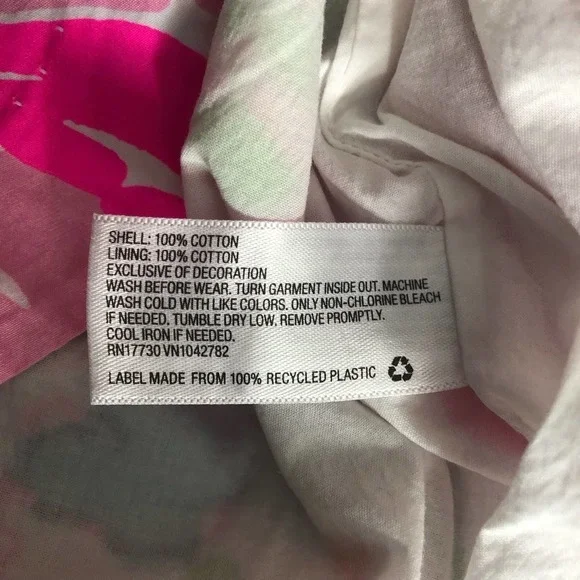 SHELL: 100% COTTON
LINING: 100% COTTON
EXCLUSIVE OF DECORATION
WASH BEFORE WEAR. TURN GARMENT INSIDE OUT. MACHINE
WASH COLD WITH LIKE COLORS. ONLY NON-CHLORINE BLEACH
IF NEEDED. TUMBLE DRY LOW. REMOVE PROMPTLY.
COOL IRON IF NEEDED.
RN17730 VN1042782
LABEL MADE FROM 100% RECYCLED PLASTIC